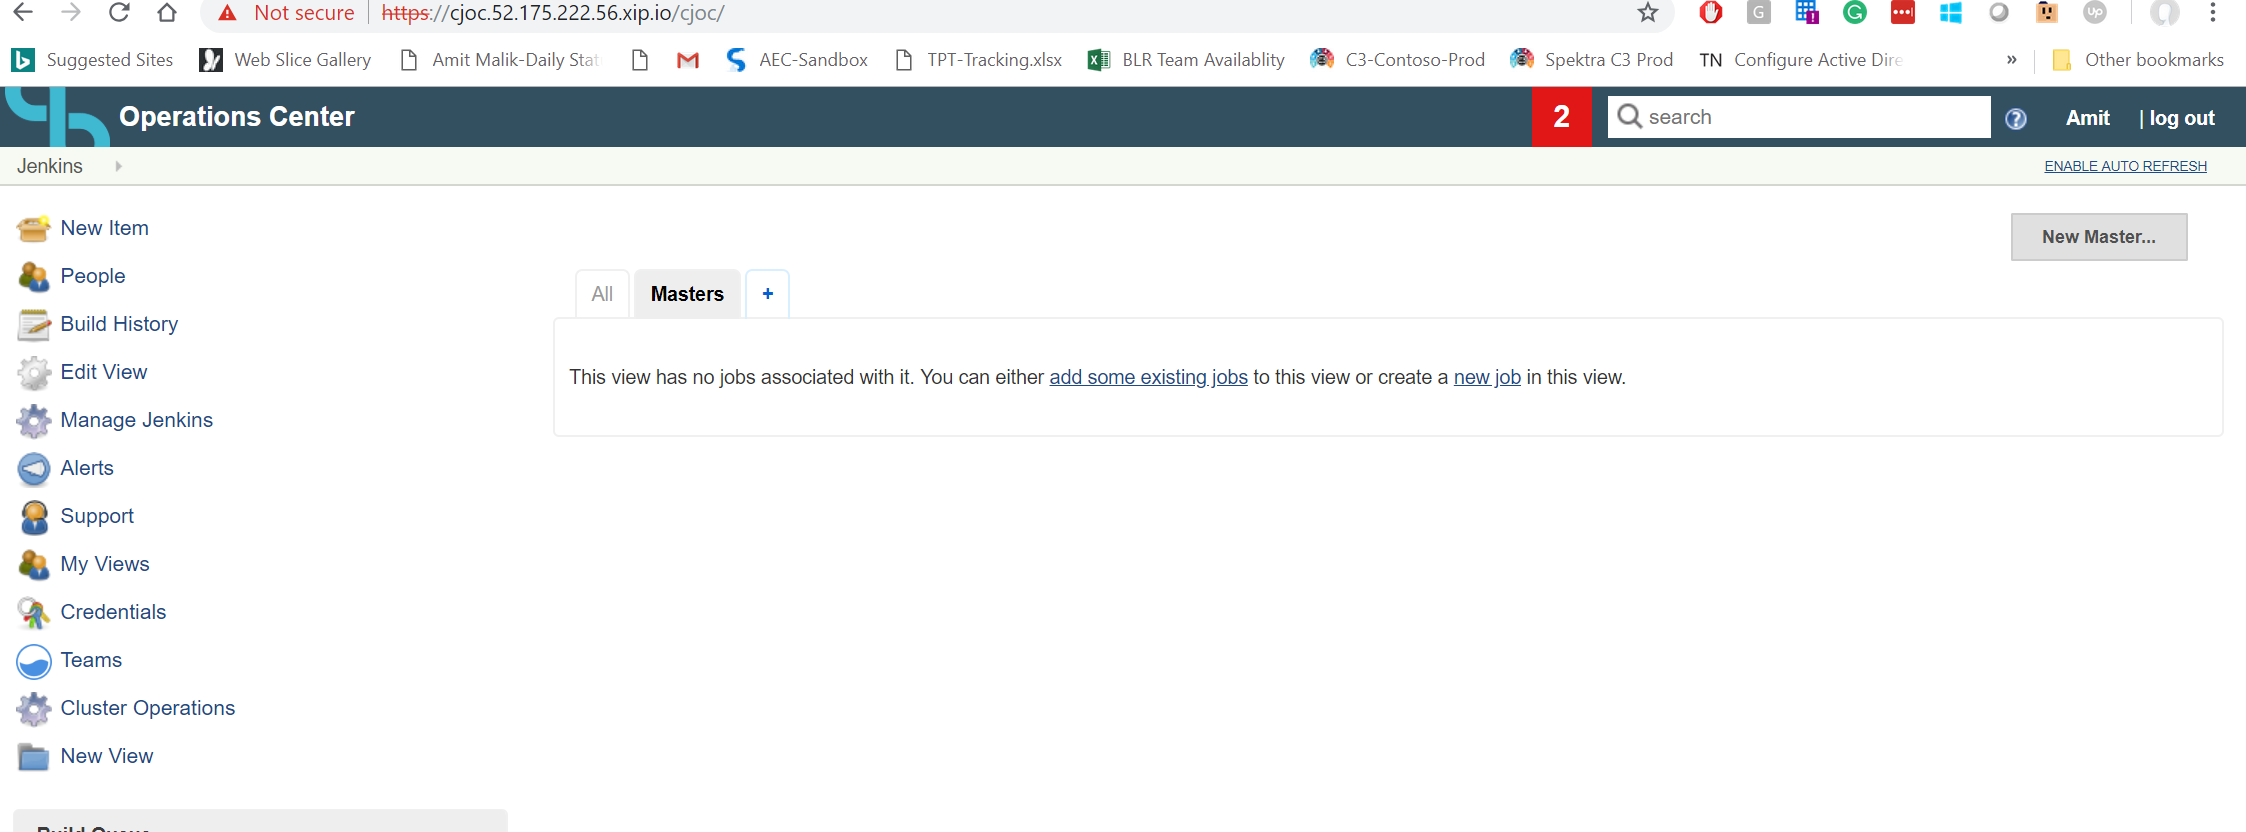 Not secure https://cjoc.52.175.222.56.xip.io/cjoc/
Suggested Sites Web Slice Gallery Amit Malik-Daily Stat AEC-Sandbox TPT-Tracking.xlsx BLR Team Availablity C3-Contoso-Prod Spektra C3 Prod TN Configure Active Dire » Other bookmarks
Operations Center 2 search ? Amit | log out
Jenkins ENABLE AUTO REFRESH
New Item
New Master...
People
All Masters +
Build History
Edit View
This view has no jobs associated with it. You can either add some existing jobs to this view or create a new job in this view.
Manage Jenkins
Alerts
Support
My Views
Credentials
Teams
Cluster Operations
New View
Build Queue